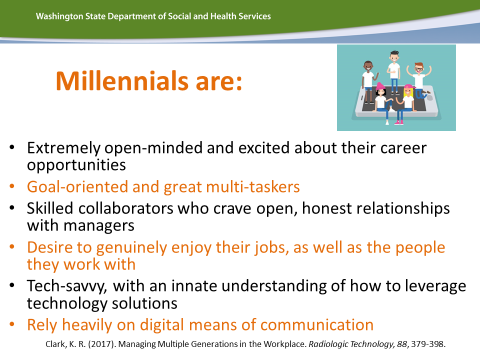 Washington State Department of Social and Health Services
Millennials are:
• Extremely open-minded and excited about their career
opportunities
• Goal-oriented and great multi-taskers
• Skilled collaborators who crave open, honest relationships
with managers
• Desire to genuinely enjoy their jobs, as well as the people
they work with
• Tech-savvy, with an innate understanding of how to leverage
technology solutions
• Rely heavily on digital means of communication
Clark, K. R. (2017). Managing Multiple Generations in the Workplace. Radiologic Technology, 88, 379-398.